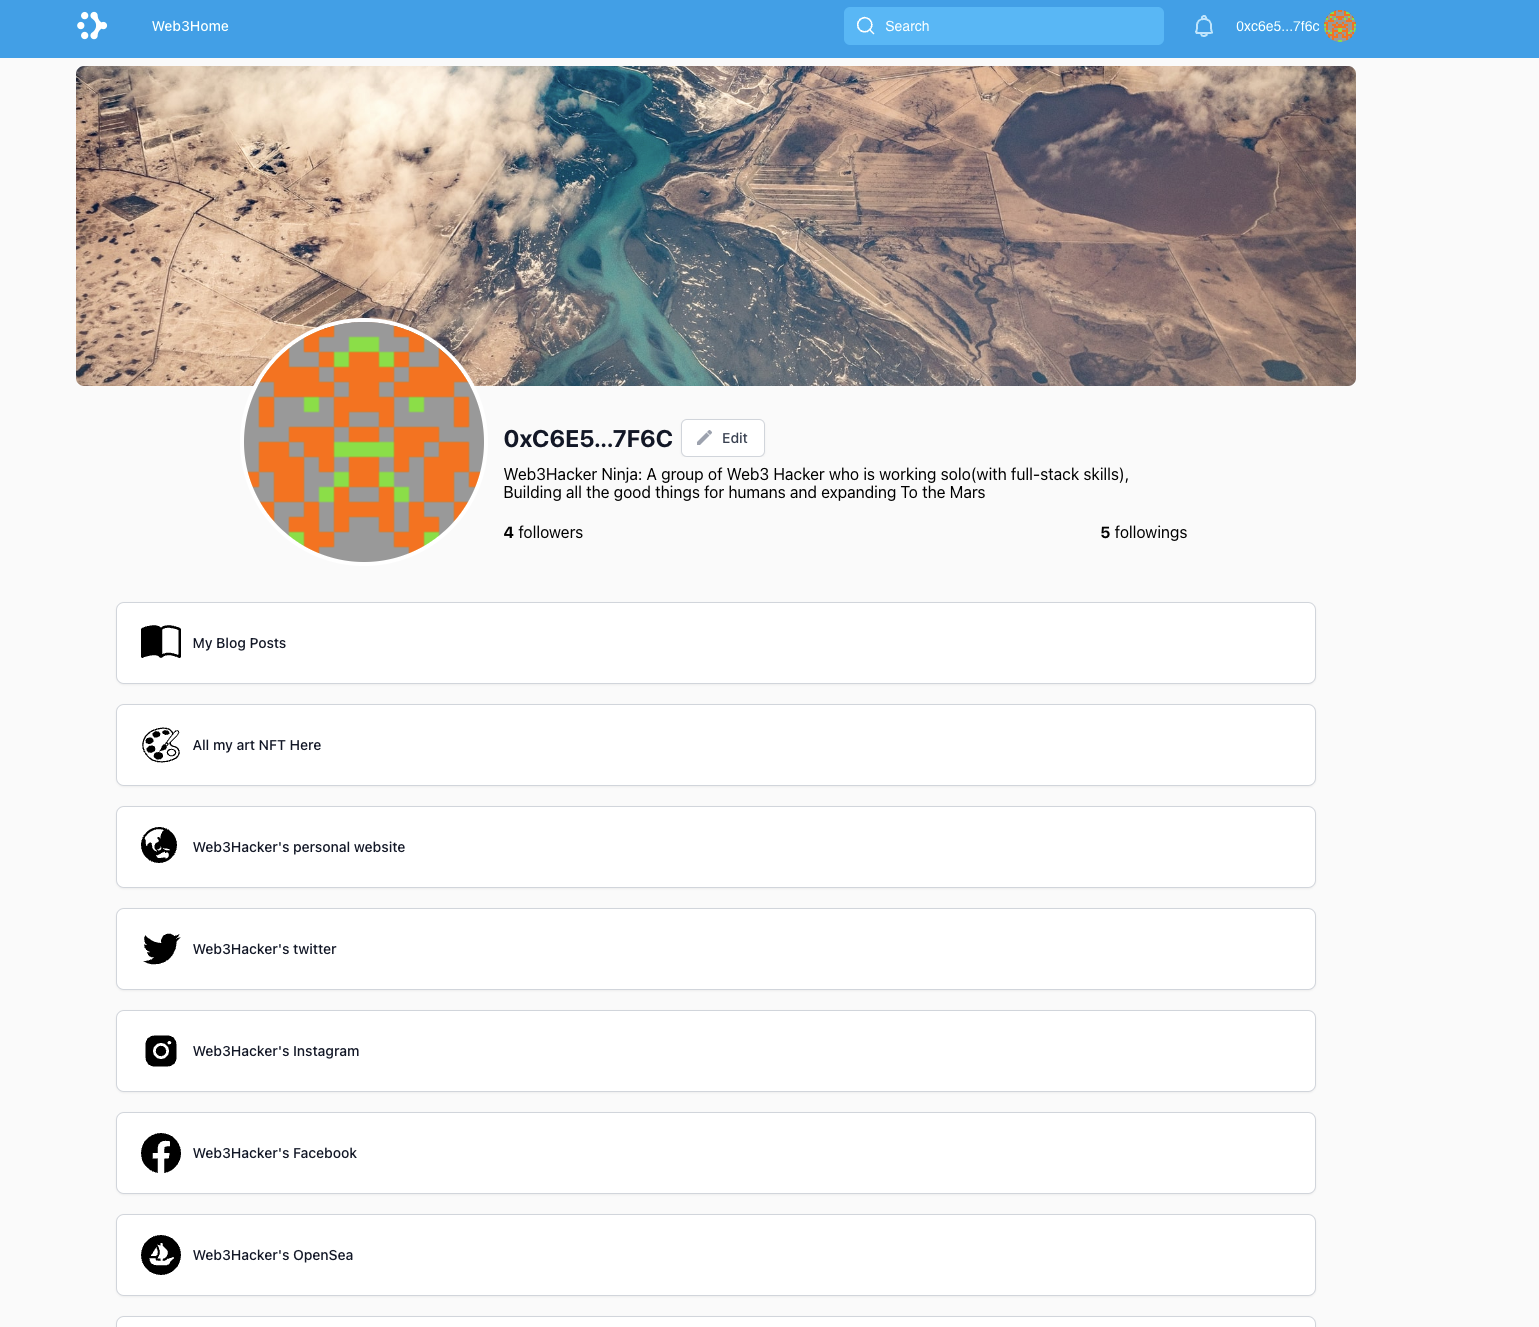 Web3Home
Search
0xc6e5...7f6c
0xC6E5...7F6C
Edit
Web3Hacker Ninja: A group of Web3 Hacker who is working solo(with full-stack skills),
Building all the good things for humans and expanding To the Mars
4 followers
5 followings
My Blog Posts
All my art NFT Here
Web3Hacker's personal website
Web3Hacker's twitter
Web3Hacker's Instagram
Web3Hacker's Facebook
Web3Hacker's OpenSea